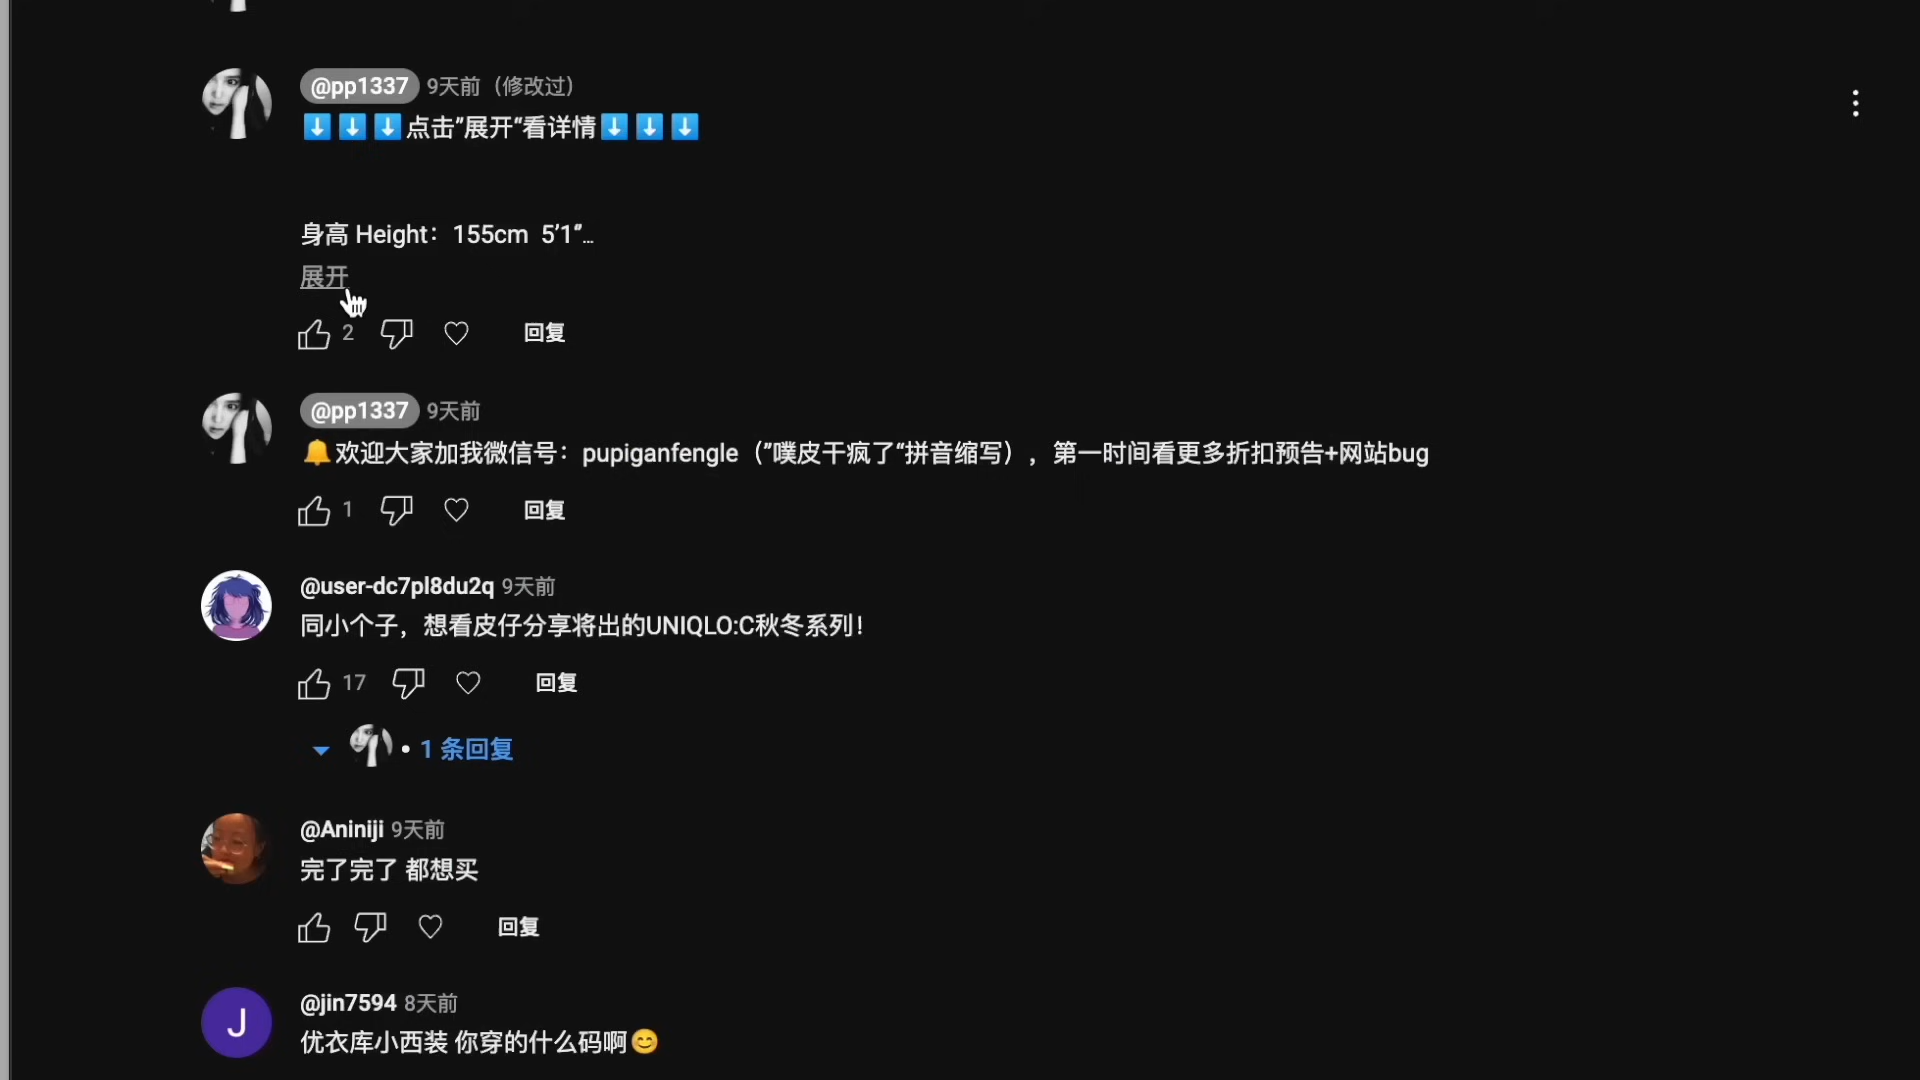 @pp1337 9天前（修改过）
⬇️⬇️⬇️点击”展开“看详情⬇️⬇️⬇️
身高 Height：155cm 5’1”...
展开
2 回复
@pp1337 9天前
🔔欢迎大家加我微信号：pupiganfengle（”噗皮干疯了“拼音缩写），第一时间看更多折扣预告+网站bug
1 回复
@user-dc7pl8du2q 9天前
同小个子，想看皮仔分享将出的UNIQLO:C秋冬系列！
17 回复
• 1 条回复
@Aniniji 9天前
完了完了 都想买
回复
J
@jin7594 8天前
优衣库小西装 你穿的什么码啊😊